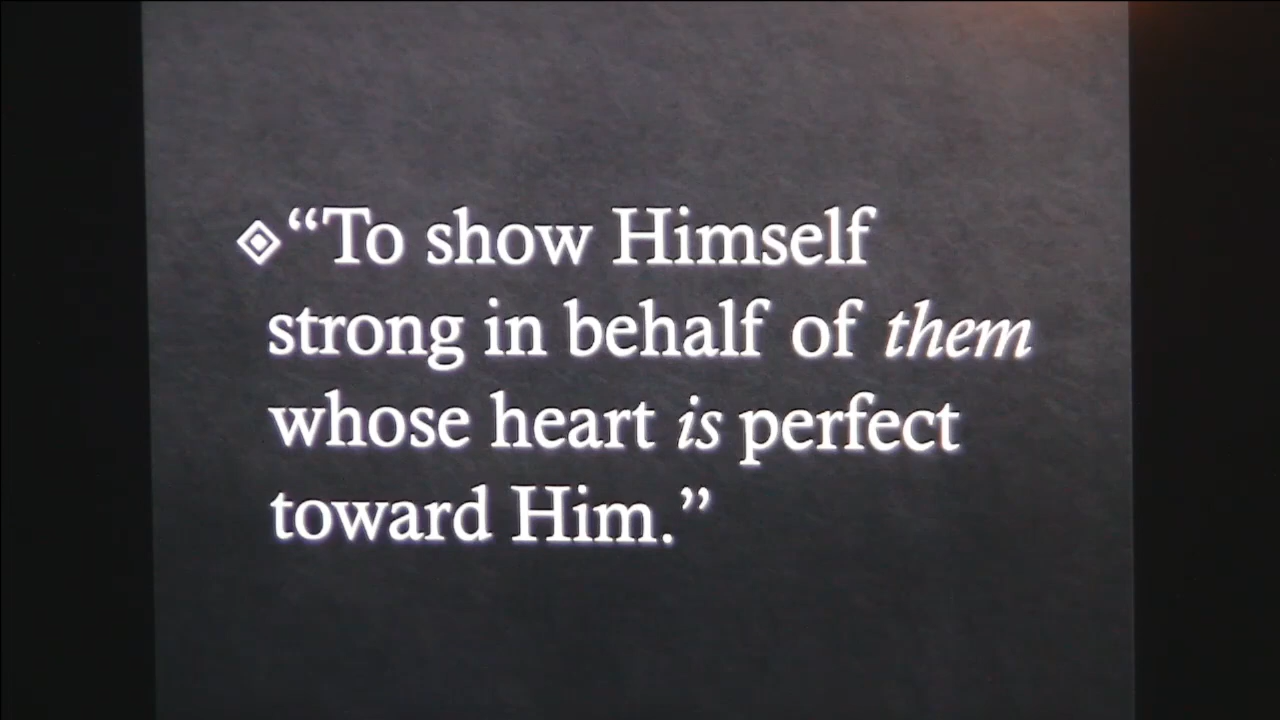 “To show Himself
strong in behalf of them
whose heart is perfect
toward Him.”